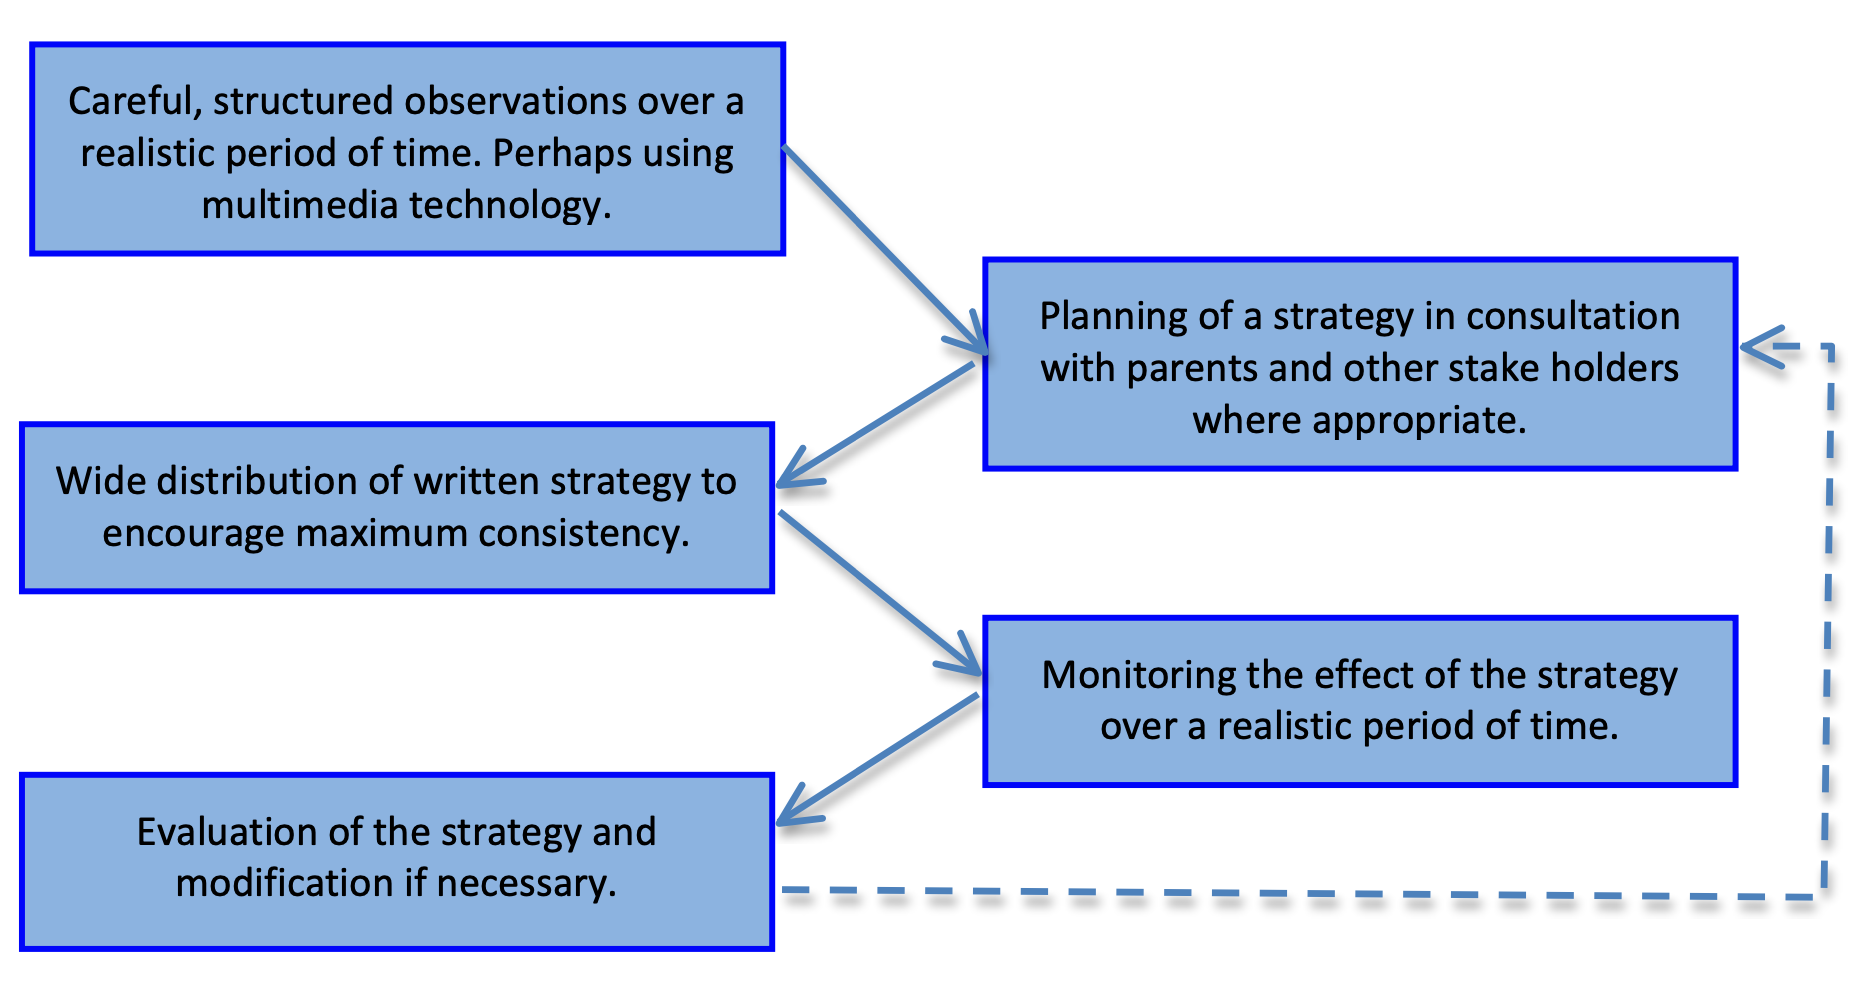 Careful, structured observations over a
realistic period of time. Perhaps using
multimedia technology.
Planning of a strategy in consultation
with parents and other stake holders
where appropriate.
Wide distribution of written strategy to
encourage maximum consistency.
Monitoring the effect of the strategy
over a realistic period of time.
Evaluation of the strategy and
modification if necessary.